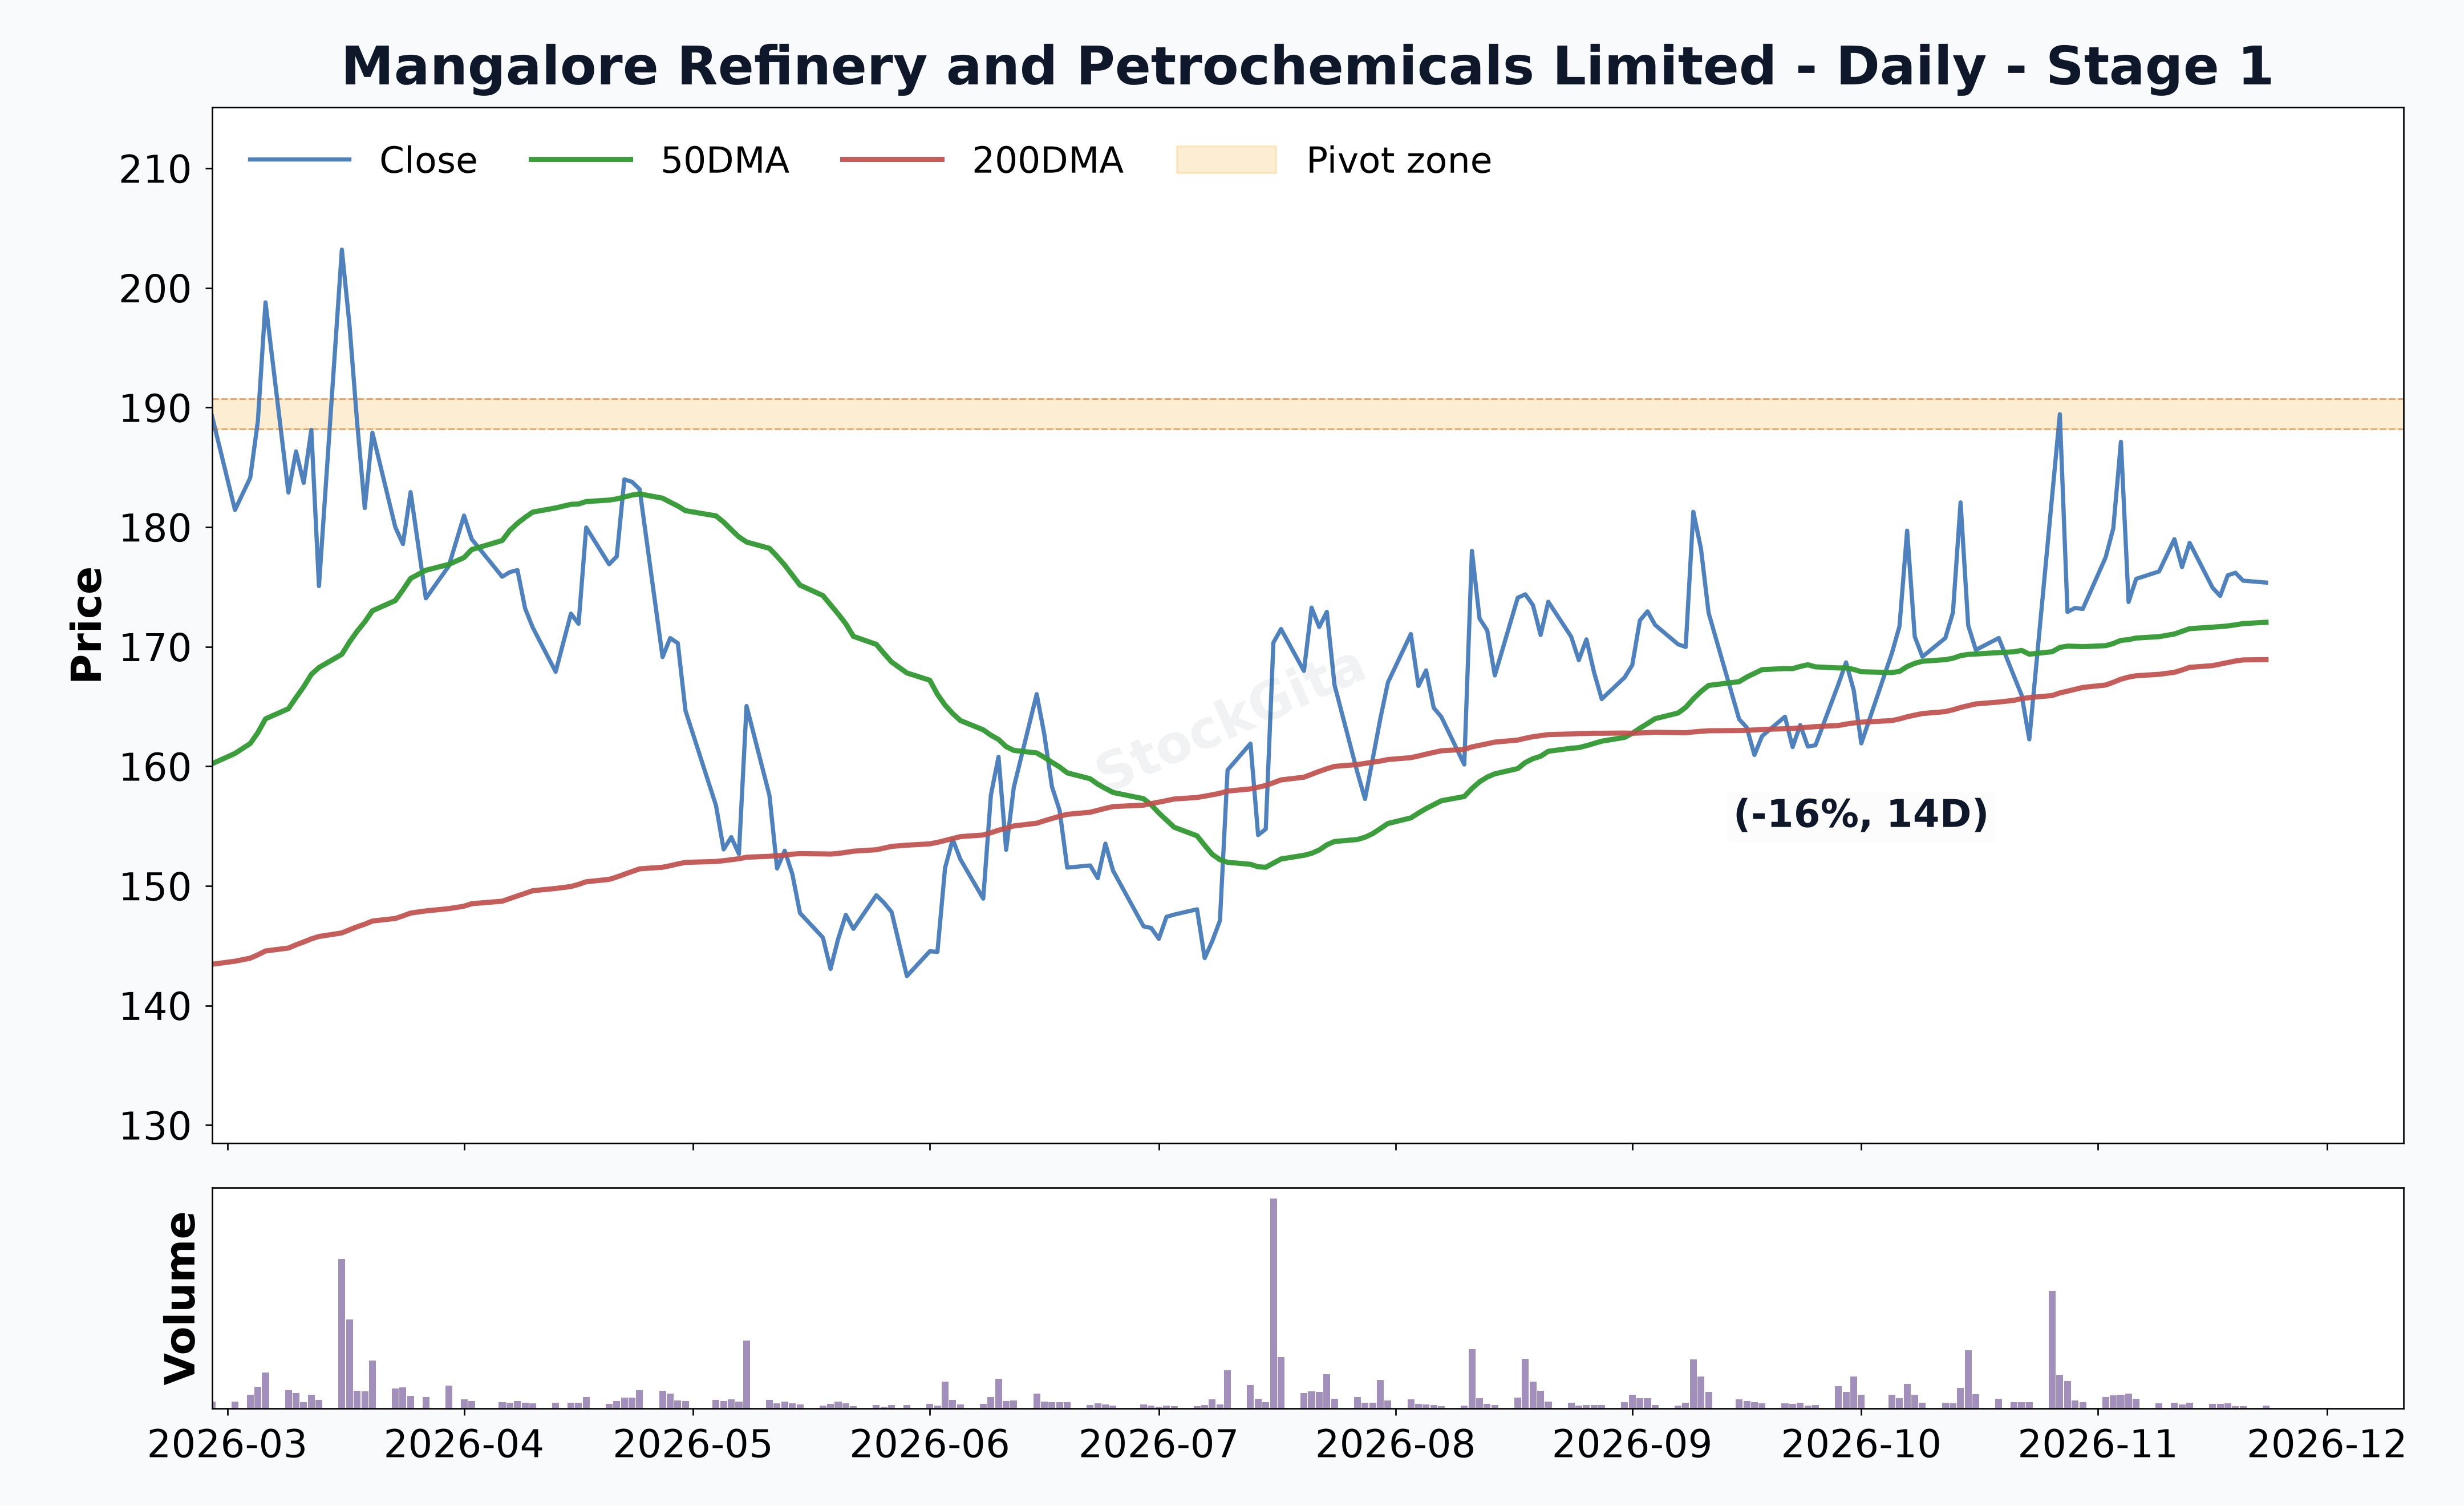 Mangalore Refinery and Petrochemicals Limited - Daily - Stage 1
Close 50DMA 200DMA Pivot zone
210
200
190
180
170
160
150
140
130
Price
StockGita
(-16%, 14D)
Volume
2026-03 2026-04 2026-05 2026-06 2026-07 2026-08 2026-09 2026-10 2026-11 2026-12